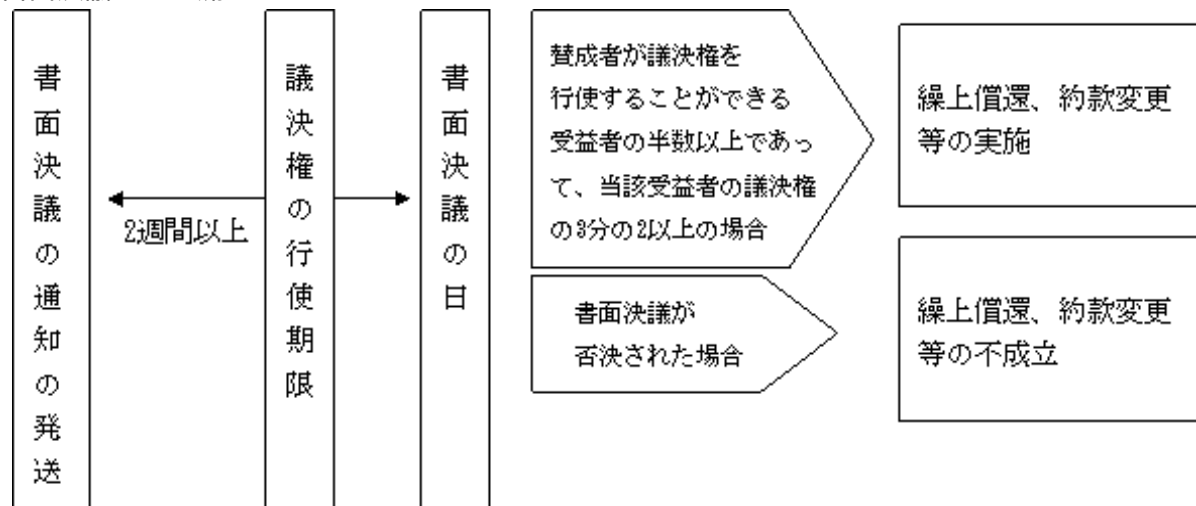 書面決議の通知の発送
2週間以上
議決権の行使期限
書面決議の日
賛成者が議決権を
行使することができる
受益者の半数以上であっ
て、当該受益者の議決権
の3分の2以上の場合
繰上償還、約款変更
等の実施
書面決議が
否決された場合
繰上償還、約款変更
等の不成立